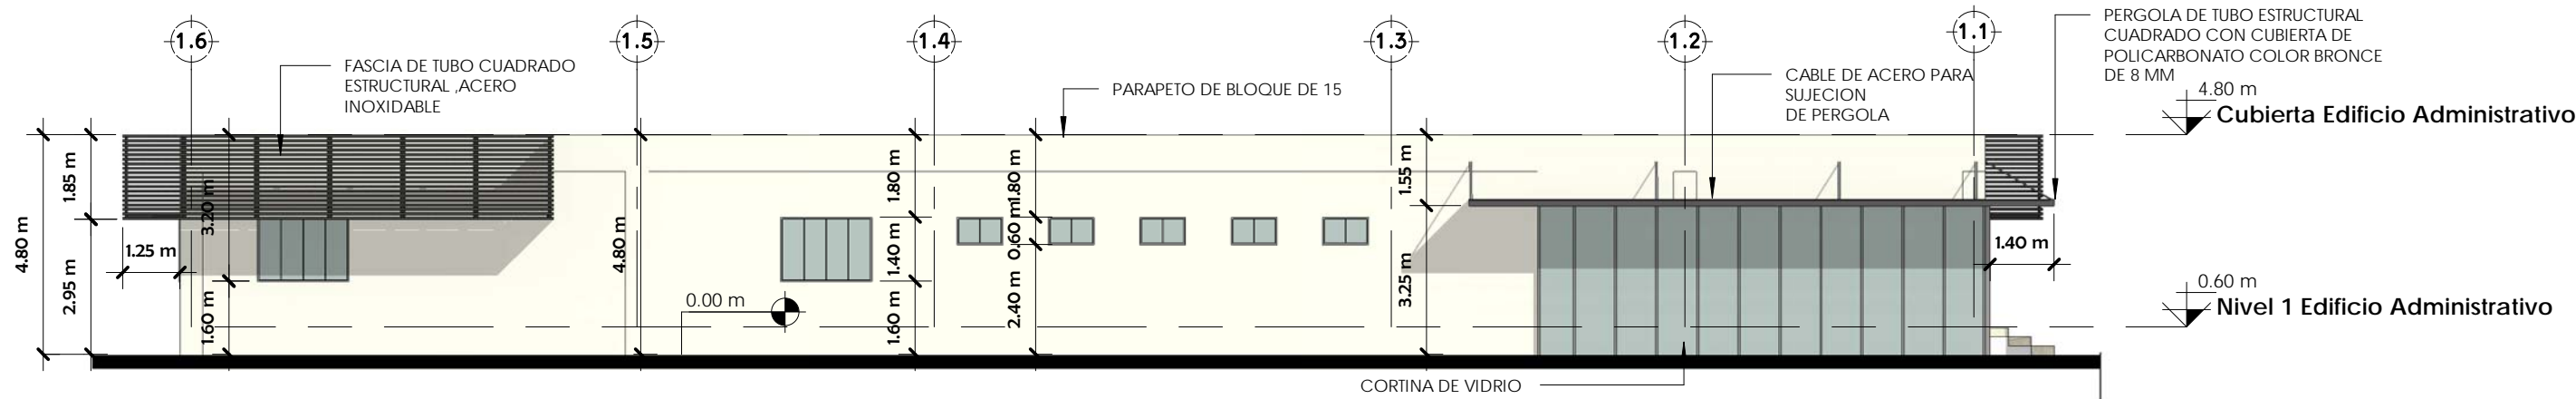 1.6
1.5
1.4
1.3
1.2
1.1
FASCIA DE TUBO CUADRADO
ESTRUCTURAL ,ACERO
INOXIDABLE
PARAPETO DE BLOQUE DE 15
CABLE DE ACERO PARA
SUJECION
DE PERGOLA
PERGOLA DE TUBO ESTRUCTURAL
CUADRADO CON CUBIERTA DE
POLICARBONATO COLOR BRONCE
DE 8 MM
4.80 m
Cubierta Edificio Administrativo
4.80 m
1.85 m
2.95 m
1.25 m
3.20 m
1.60 m
4.80 m
0.00 m
1.80 m
1.40 m
1.60 m
1.80 m
0.60 m
2.40 m
1.55 m
3.25 m
1.40 m
0.60 m
Nivel 1 Edificio Administrativo
CORTINA DE VIDRIO